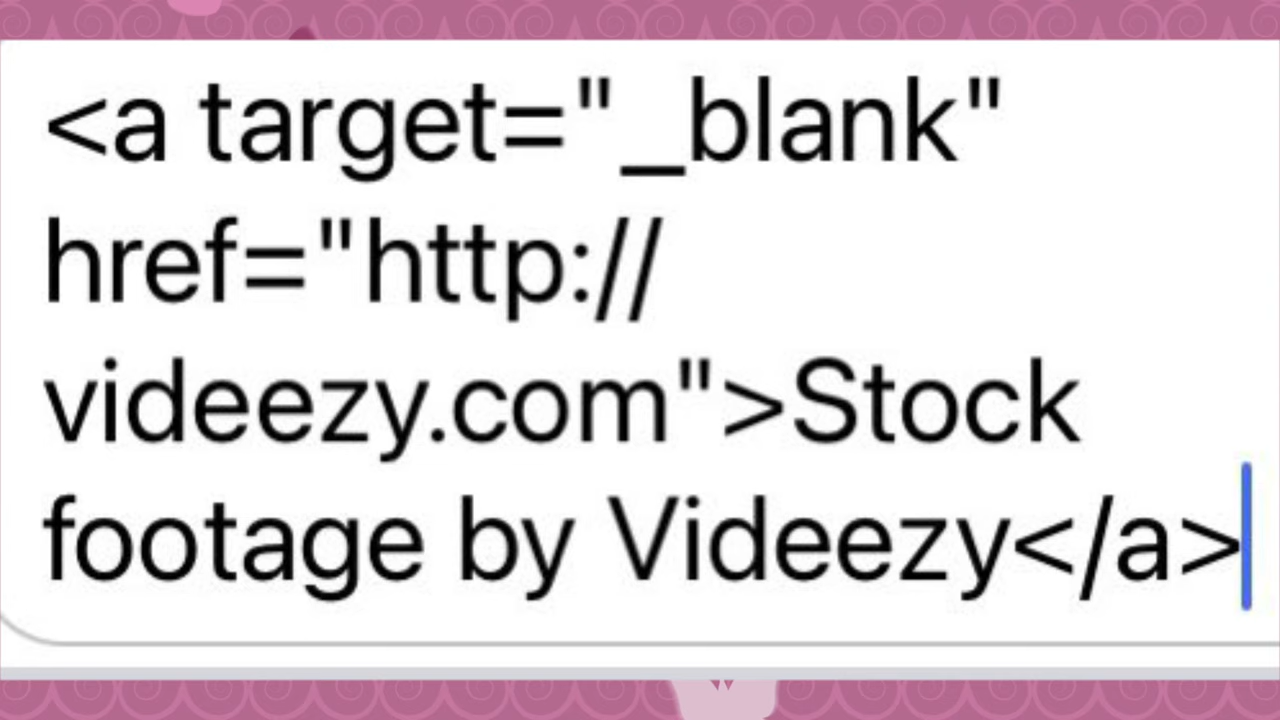 <a target="_blank"
href="http://
videezy.com">Stock
footage by Videezy</a>